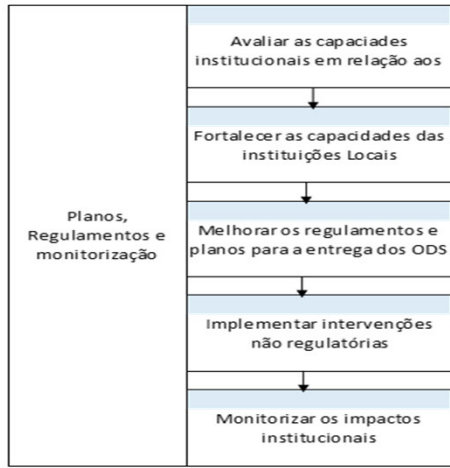 Planos,
Regulamentos e
monitorização
Avaliar as capaciades
institucionais em relação aos
Fortalecer as capacidades das
instituições Locais
Melhorar os regulamentos e
planos para a entrega dos ODS
Implementar intervenções
não regulatórias
Monitorizar os impactos
institucionais